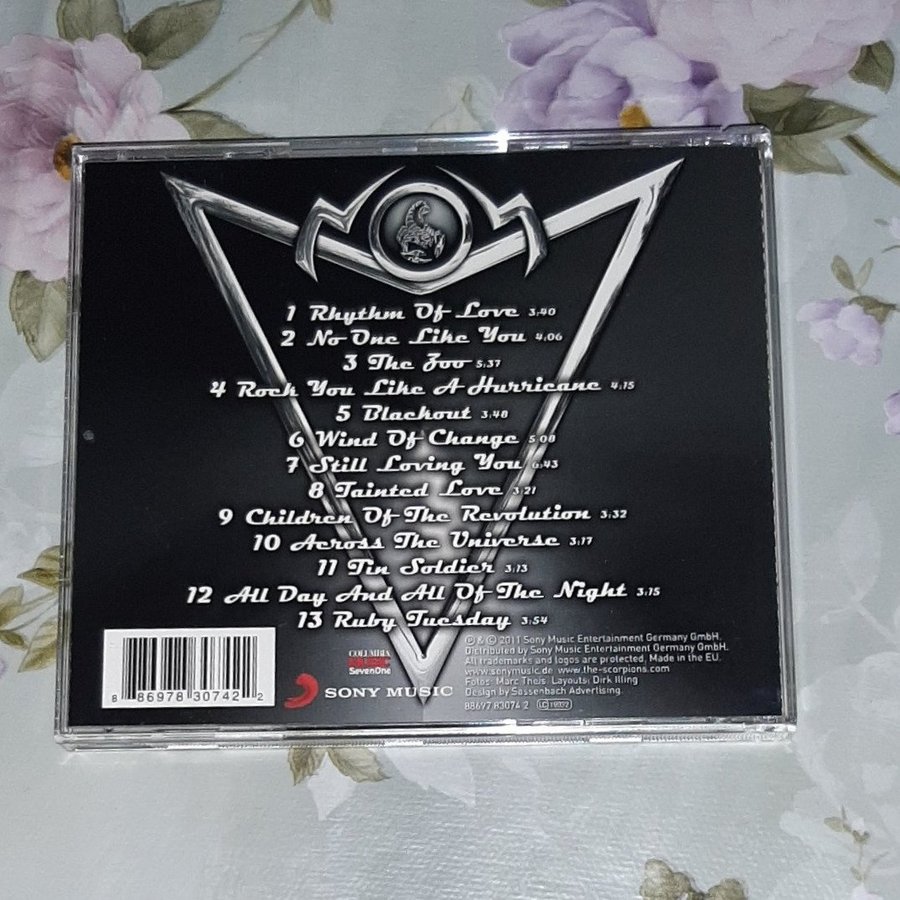 1 Rhythm Of Love 3:40
2 No One Like You 4:06
3 The Zoo 5:37
4 Rock You Like A Hurricane 4:15
5 Blackout 3:48
6 Wind Of Change 5:08
7 Still Loving You 6:43
8 Tainted Love 3:21
9 Children Of The Revolution 3:32
10 Across The Universe 3:17
11 Tin Soldier 3:13
12 All Day And All Of The Night 3:15
13 Ruby Tuesday 3:54
℗ & © 2011 Sony Music Entertainment Germany GmbH.
Distributed by Sony Music Entertainment Germany GmbH.
All trademarks and logos are protected. Made in the EU.
www.sonymusic.de www.the-scorpions.com
Fotos: Marc Theis. Layouts: Dirk Illing
Design by Sassenbach Advertising.
88697 83074 2 LC 19032
COLUMBIA
SevenOne
SONY MUSIC
8 86978 30742 2